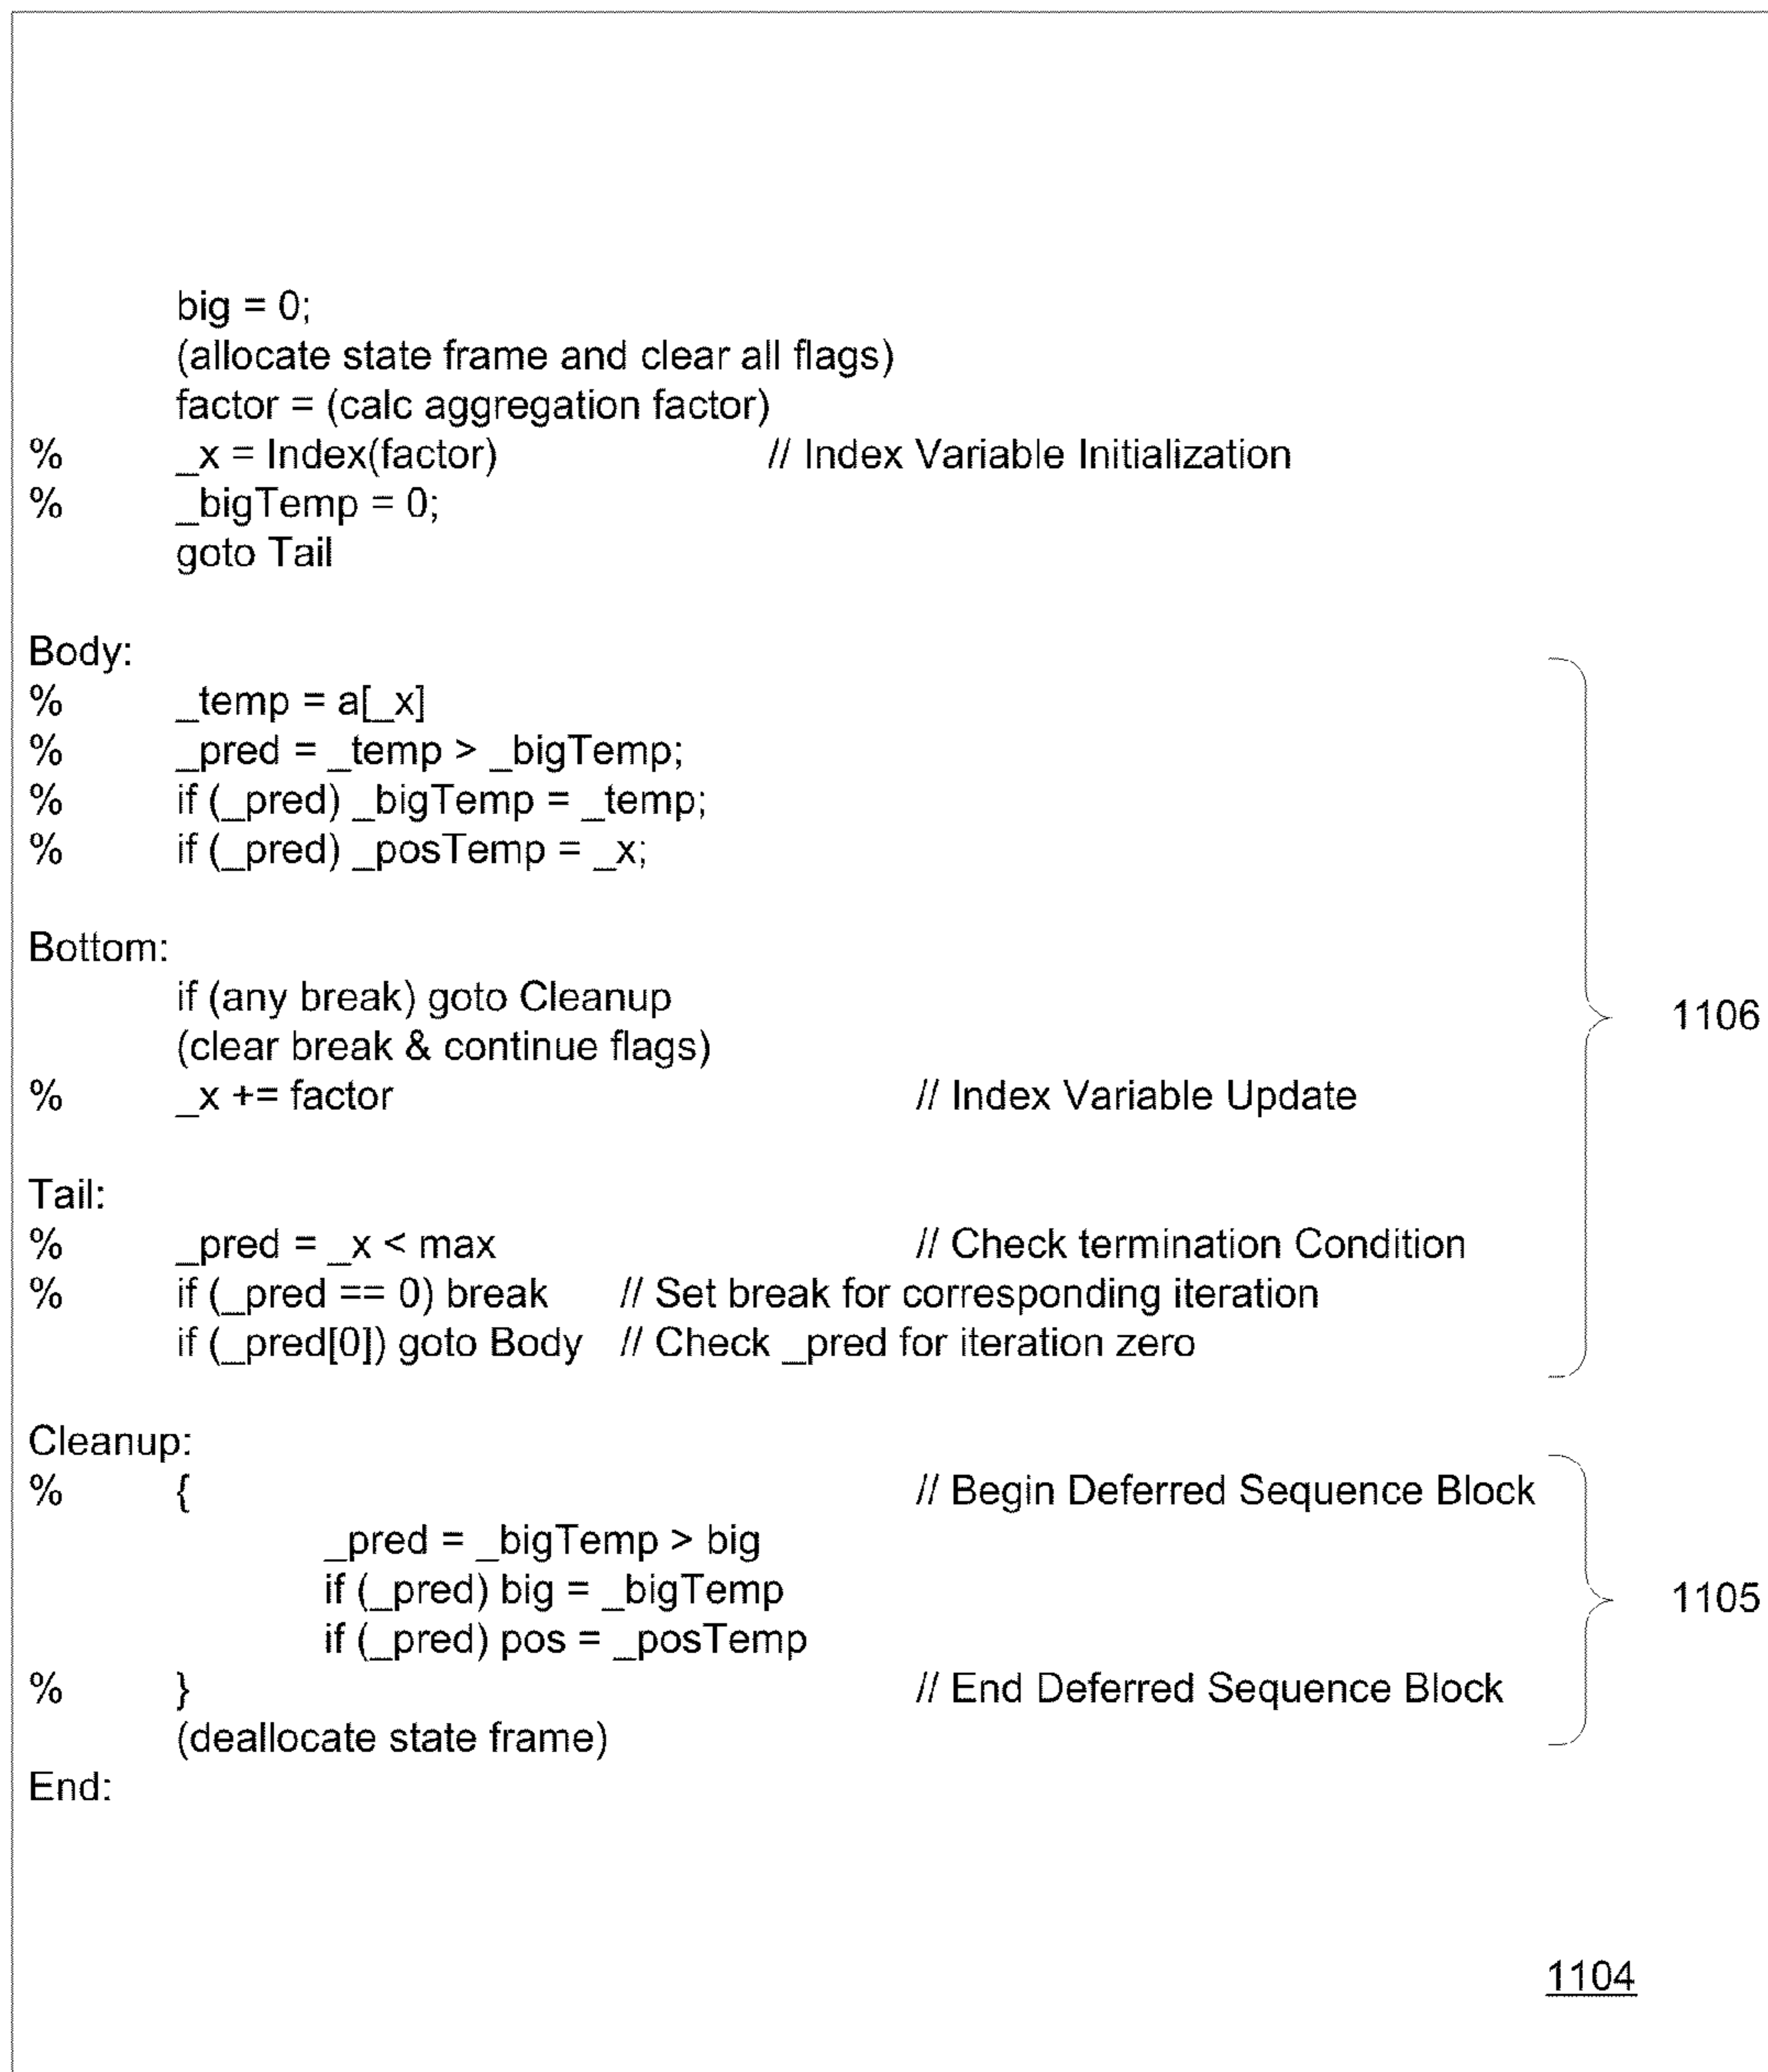 big = 0;
(allocate state frame and clear all flags)
factor = (calc aggregation factor)
% _x = Index(factor) // Index Variable Initialization
% _bigTemp = 0;
goto Tail
Body:
% _temp = a[_x]
% _pred = _temp > _bigTemp;
% if (_pred) _bigTemp = _temp;
% if (_pred) _posTemp = _x;
Bottom:
if (any break) goto Cleanup
(clear break & continue flags)
1106
% _x += factor // Index Variable Update
Tail:
% _pred = _x < max // Check termination Condition
% if (_pred == 0) break // Set break for corresponding iteration
if (_pred[0]) goto Body // Check _pred for iteration zero
Cleanup:
% { // Begin Deferred Sequence Block
_pred = _bigTemp > big
if (_pred) big = _bigTemp
1105
if (_pred) pos = _posTemp
% } // End Deferred Sequence Block
(deallocate state frame)
End:
1104